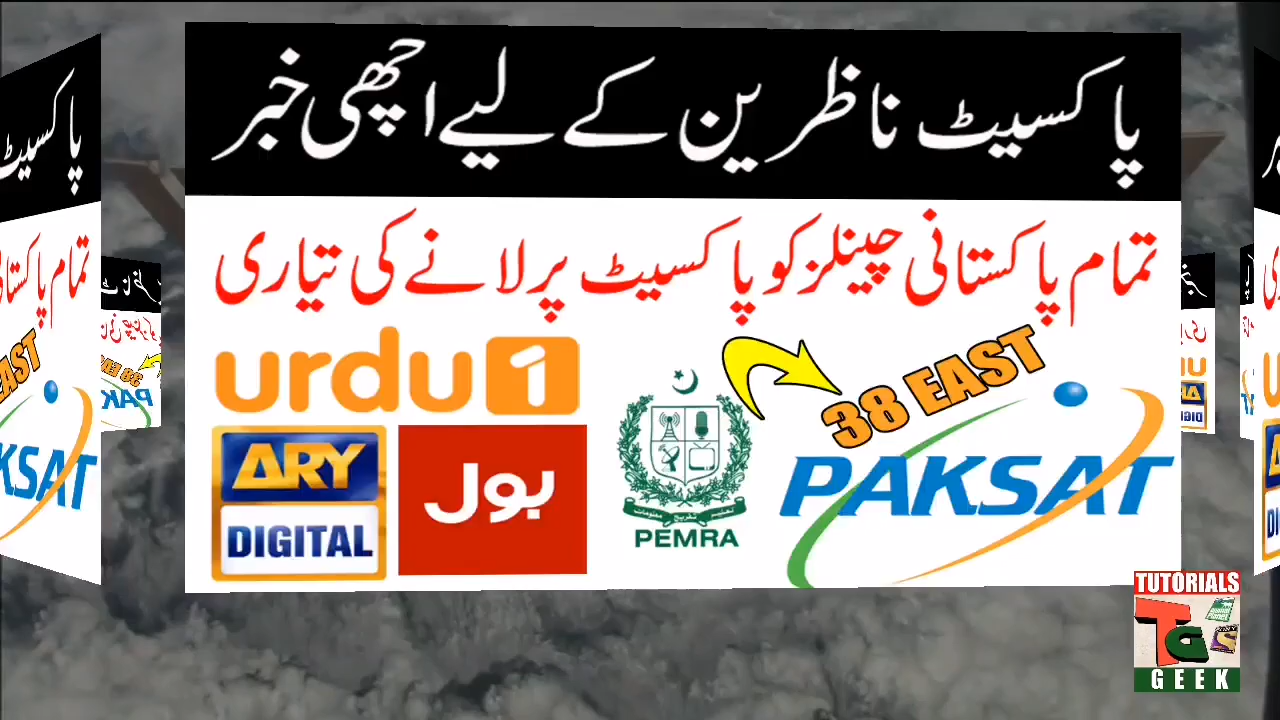 پاکسیٹ ناظرین کے لیے اچھی خبر
تمام پاکستانی چینلز کو پاکسیٹ پر لانے کی تیاری
urdu 1
38 EAST
ARY
DIGITAL
بول
PEMRA
PAKSAT
TUTORIALS
TGS
GEEK